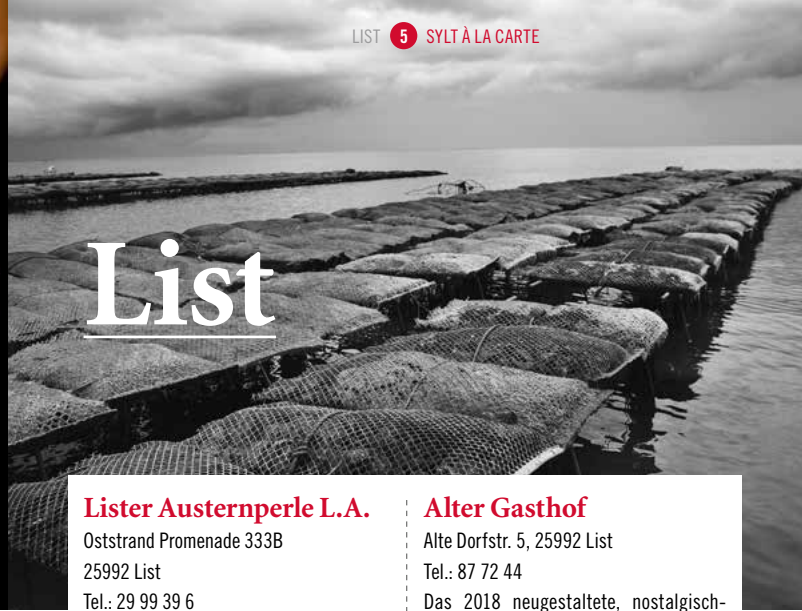 LIST 5 SYLT À LA CARTE
List
Lister Austernperle L.A.
Oststrand Promenade 333B
25992 List
Tel.: 29 99 39 6
Alter Gasthof
Alte Dorfstr. 5, 25992 List
Tel.: 87 72 44
Das 2018 neugestaltete, nostalgisch-